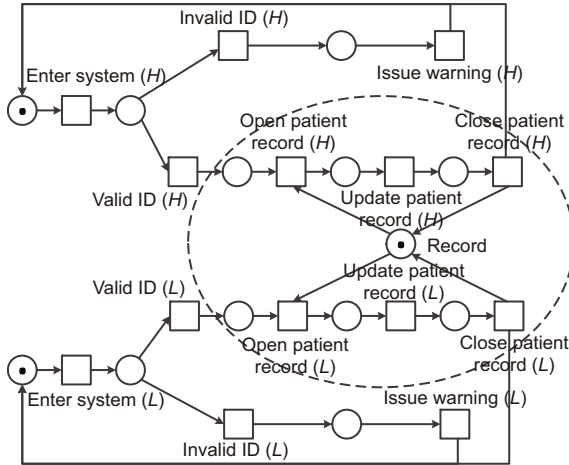 Invalid ID (H)
Enter system (H)
Issue warning (H)
Open patient
record (H)
Close patient
record (H)
Valid ID (H)
Update patient
record (H)
Record
Update patient
record (L)
Valid ID (L)
Open patient
record (L)
Close patient
record (L)
Enter system (L)
Issue warning (L)
Invalid ID (L)